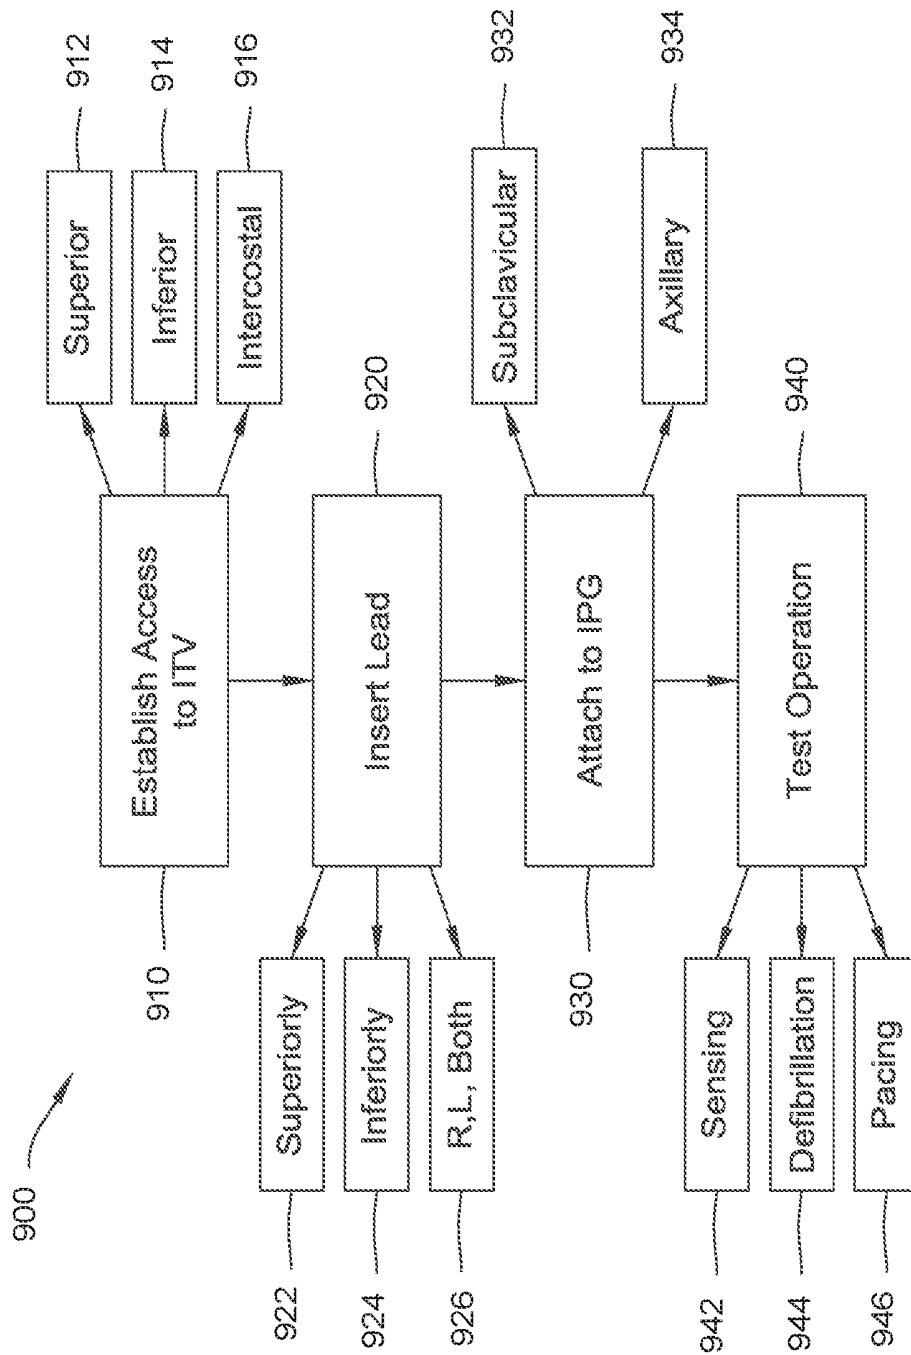 900
910
Establish Access
to ITV
Superior
912
Inferior
914
Intercostal
916
922
Superiorly
924
Inferiorly
926
R,L, Both
Insert Lead
920
930
Attach to IPG
Subclavicular
932
Axillary
934
942
Sensing
944
Defibrillation
946
Pacing
Test Operation
940